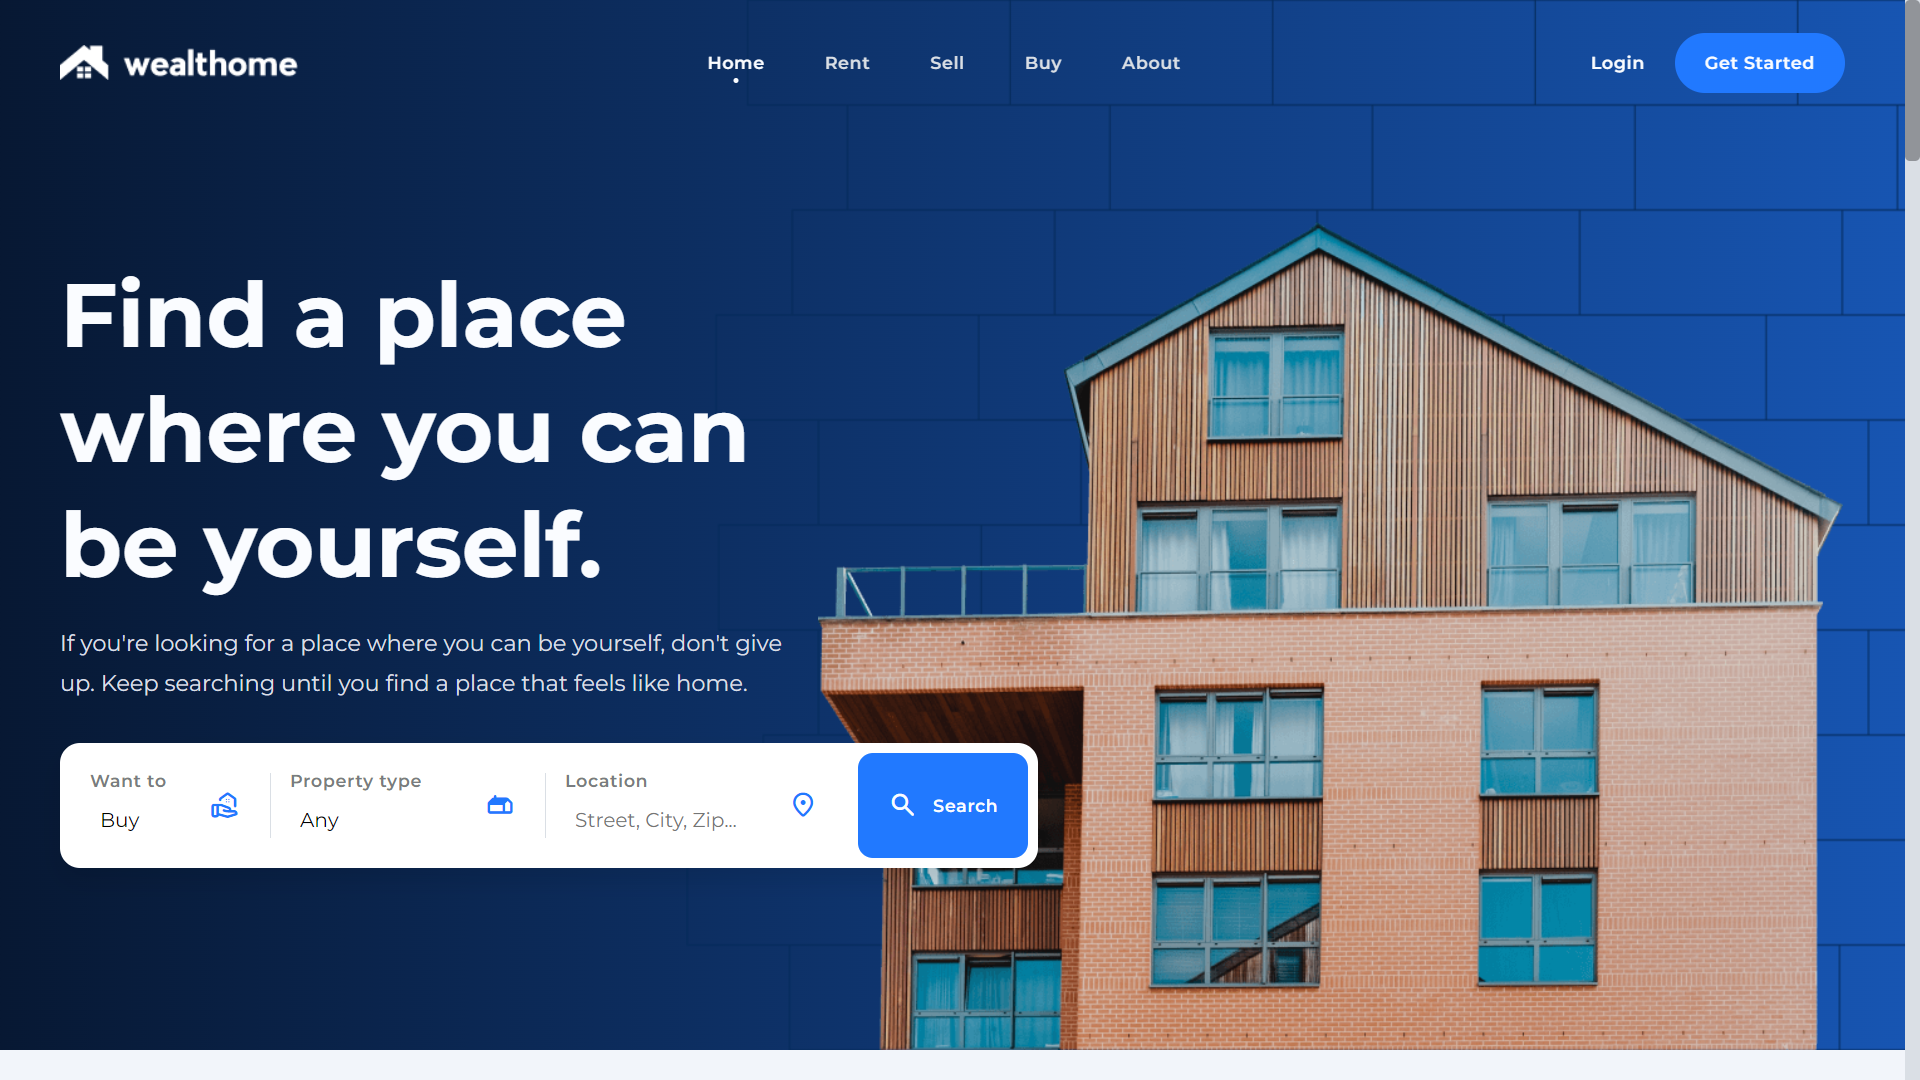 wealthome
Home
Rent
Sell
Buy
About
Login
Get Started
Find a place
where you can
be yourself.
If you're looking for a place where you can be yourself, don't give
up. Keep searching until you find a place that feels like home.
Want to
Buy
Property type
Any
Location
Street, City, Zip...
Search